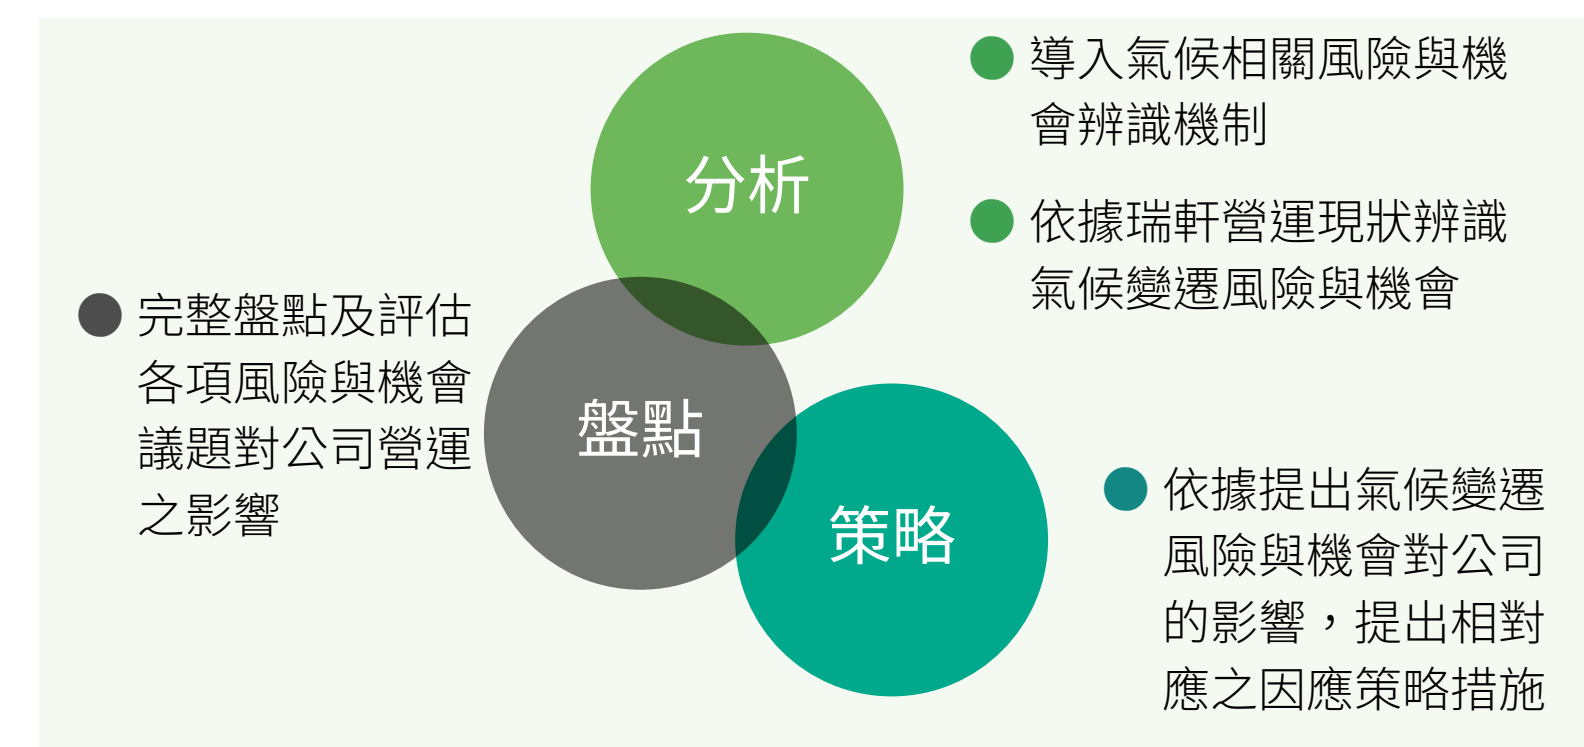 分析
導入氣候相關風險與機
會辨識機制
依據瑞軒營運現狀辨識
氣候變遷風險與機會
盤點
完整盤點及評估
各項風險與機會
議題對公司營運
之影響
策略
依據提出氣候變遷
風險與機會對公司
的影響，提出相對
應之因應策略措施